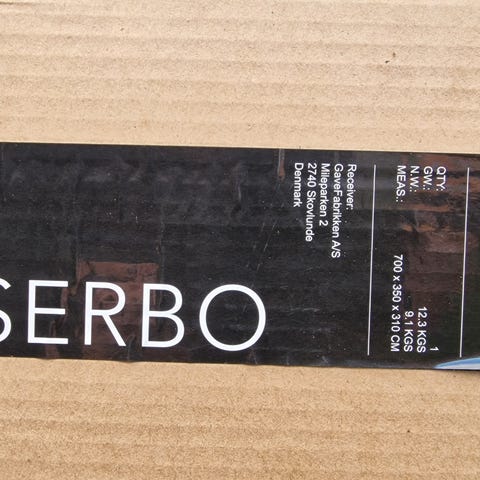 SERBO
QTY: 1
GW.: 12.3 KGS
N.W.: 9.1 KGS
MEAS.: 700 x 350 x 310 CM
Receiver:
GaveFabrikken A/S
Mileparken 2
2740 Skovlunde
Denmark